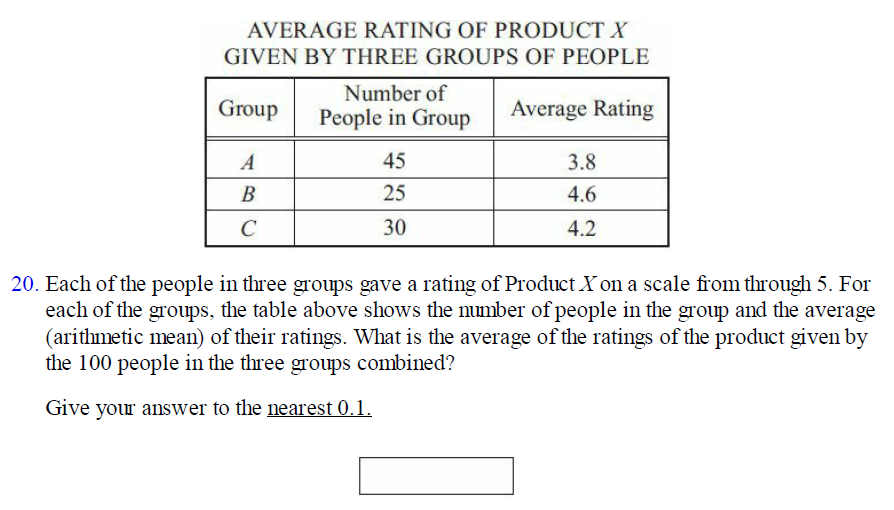 AVERAGE RATING OF PRODUCT X
GIVEN BY THREE GROUPS OF PEOPLE
Group Number of People in Group Average Rating
A 45 3.8
B 25 4.6
C 30 4.2
20. Each of the people in three groups gave a rating of Product X on a scale from through 5. For
each of the groups, the table above shows the number of people in the group and the average
(arithmetic mean) of their ratings. What is the average of the ratings of the product given by
the 100 people in the three groups combined?
Give your answer to the nearest 0.1.